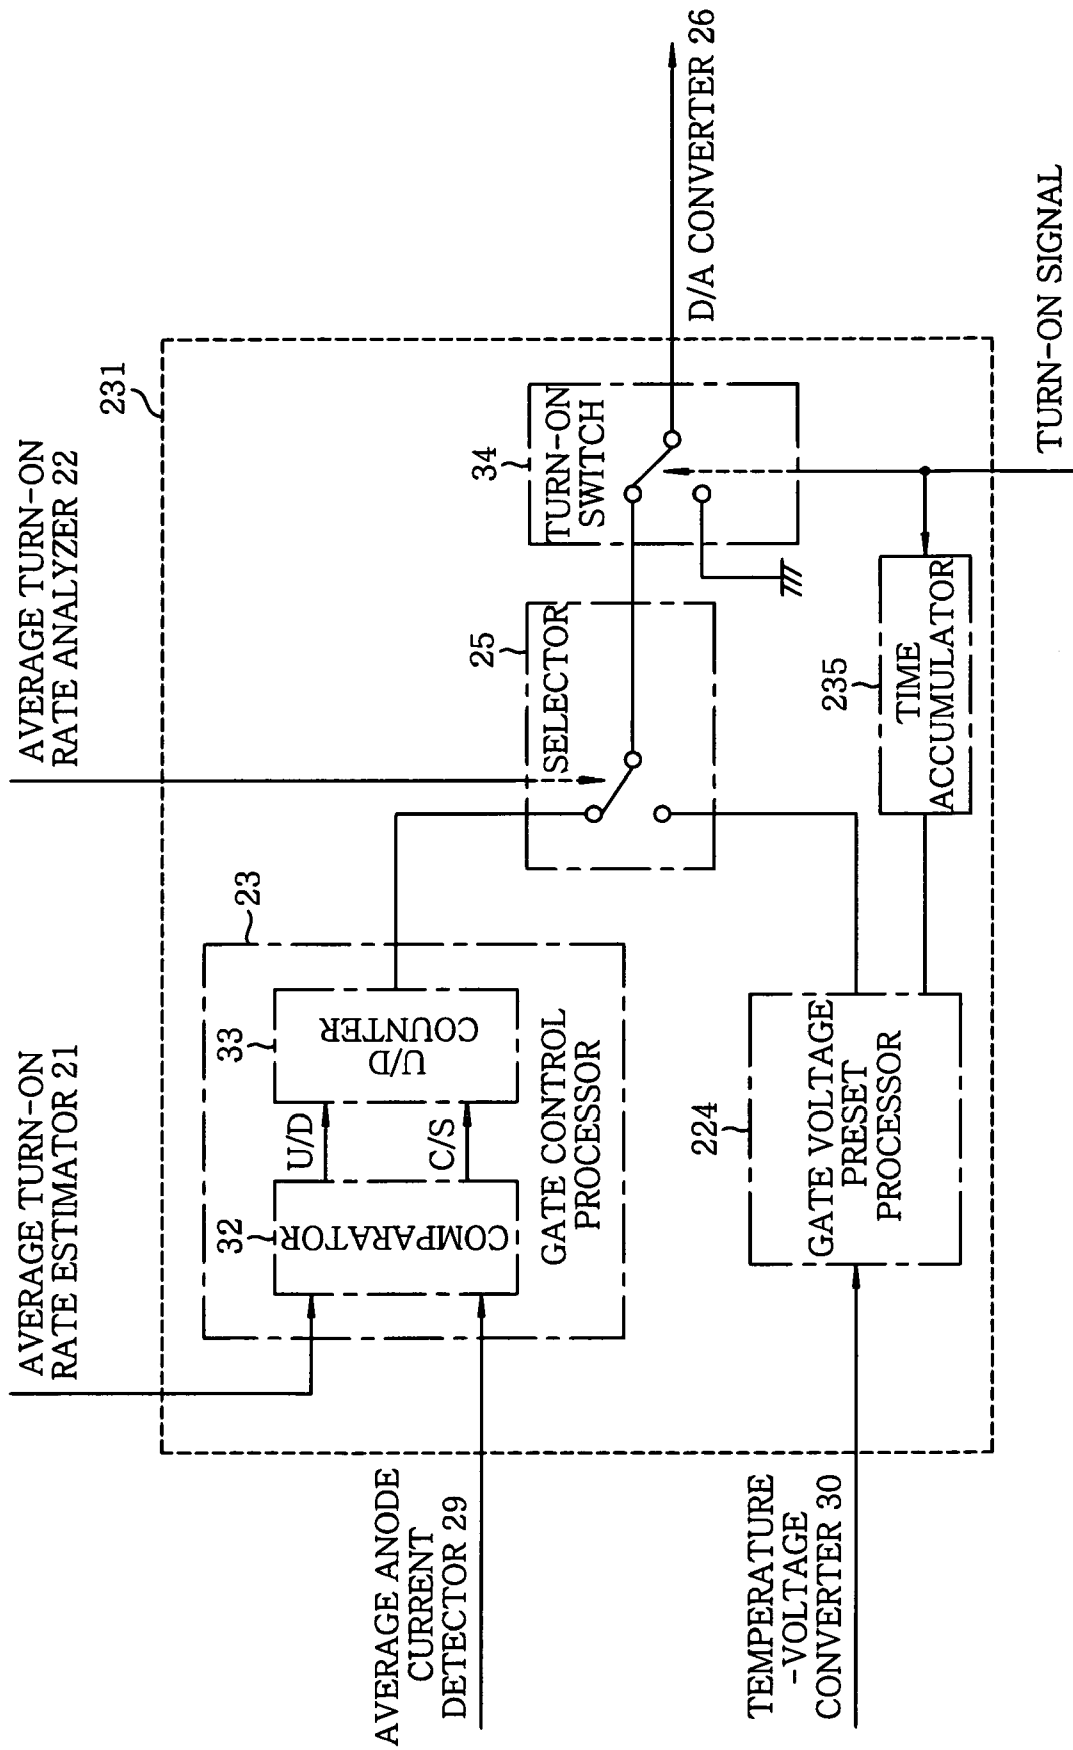 AVERAGE TURN-ON
RATE ESTIMATOR 21
AVERAGE TURN-ON
RATE ANALYZER 22
231
23
32
COMPARATOR
U/D
C/S
33
U/D
COUNTER
GATE CONTROL
PROCESSOR
25
SELECTOR
34
TURN-ON
SWITCH
D/A CONVERTER 26
AVERAGE ANODE
CURRENT
DETECTOR 29
224
GATE VOLTAGE
PRESET
PROCESSOR
235
TIME
ACCUMULATOR
TEMPERATURE
-VOLTAGE
CONVERTER 30
TURN-ON SIGNAL